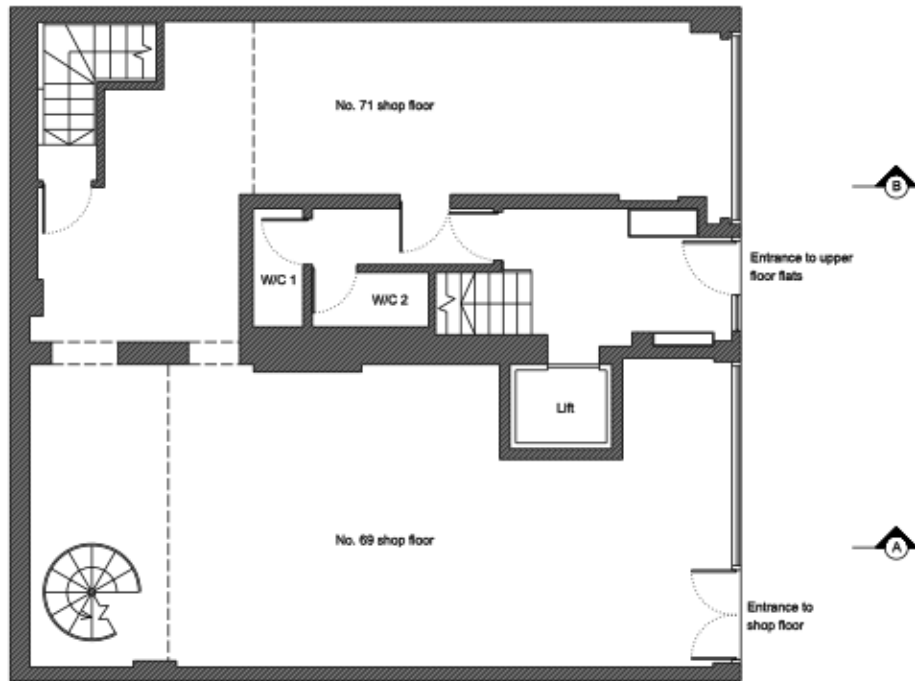 No. 71 shop floor
B
Entrance to upper
floor flats
W/C 1
W/C 2
Lift
No. 69 shop floor
A
Entrance to
shop floor